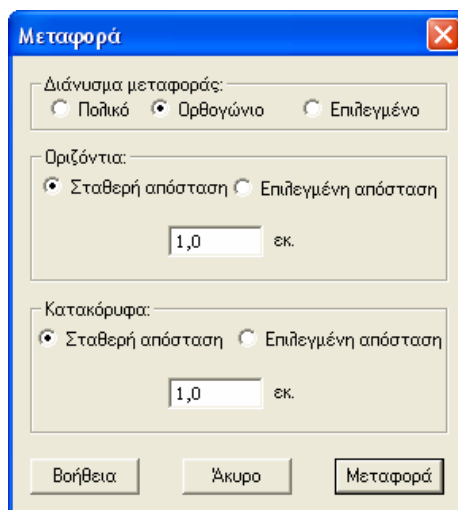 Μεταφορά
Διάνυσμα μεταφοράς:
Πολικό Ορθογώνιο Επιλεγμένο
Οριζόντια:
Σταθερή απόσταση Επιλεγμένη απόσταση
1,0 εκ.
Κατακόρυφα:
Σταθερή απόσταση Επιλεγμένη απόσταση
1,0 εκ.
Βοήθεια Άκυρο Μεταφορά